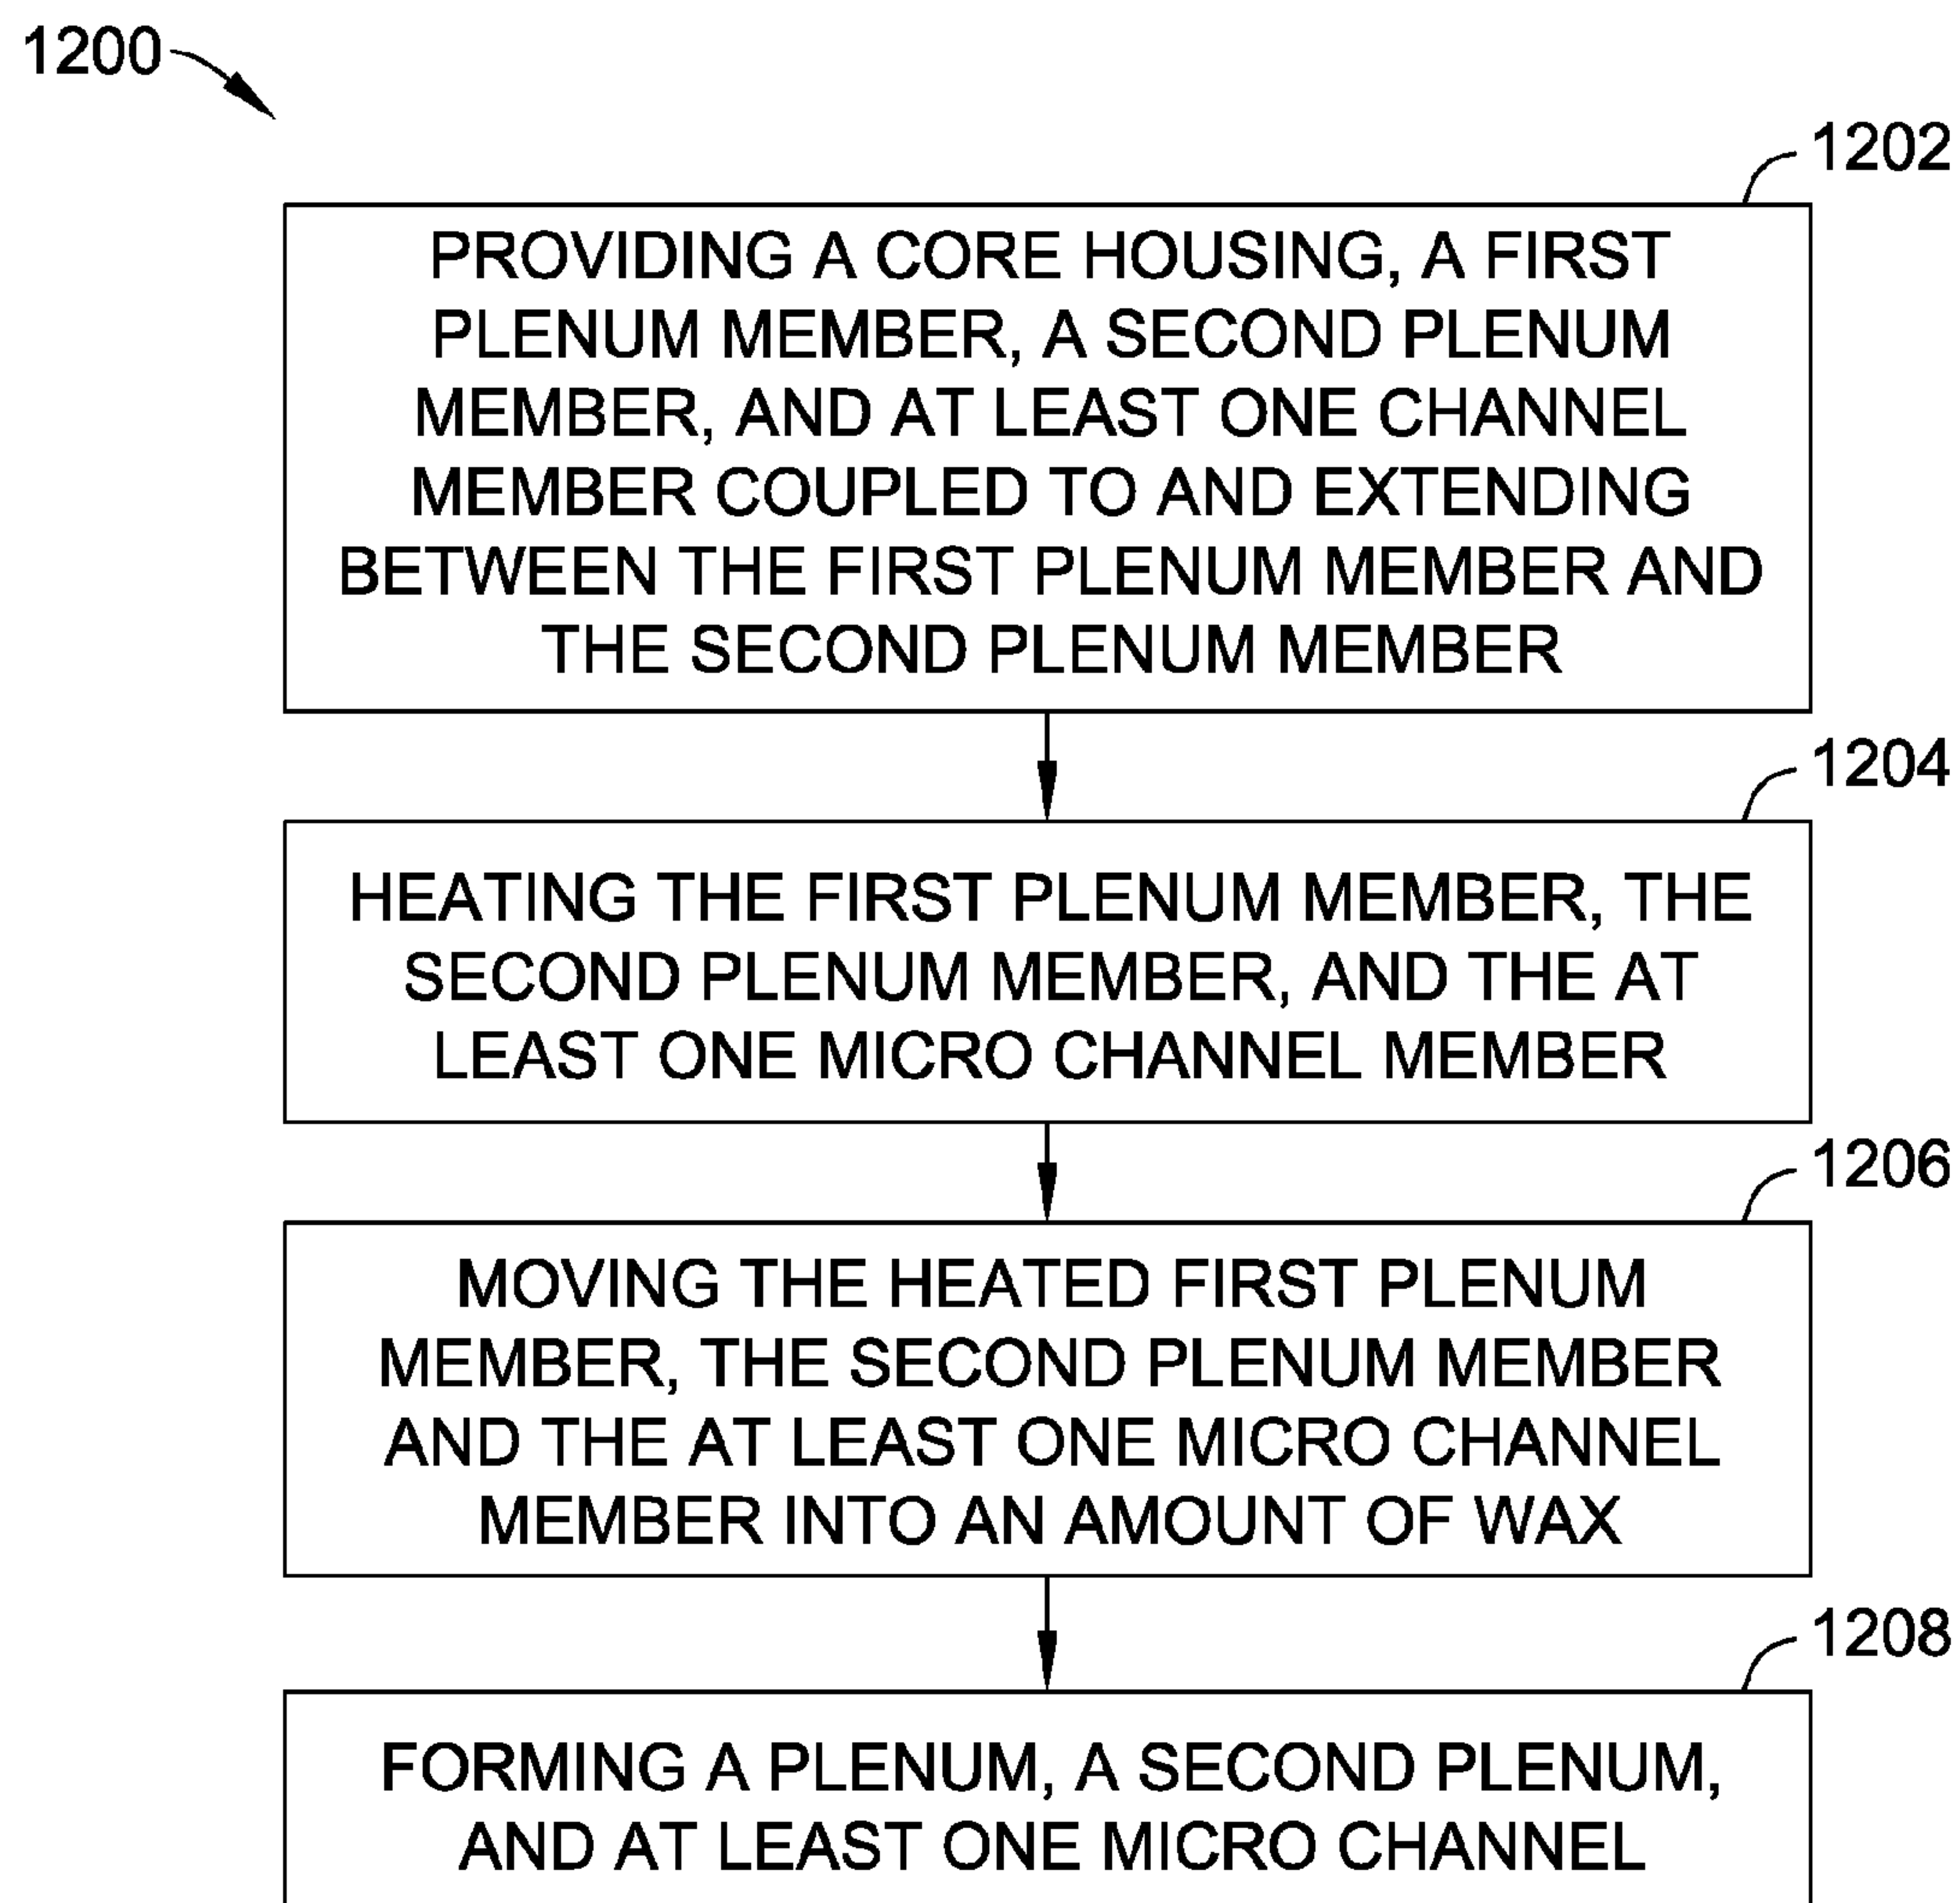 1200
1202
PROVIDING A CORE HOUSING, A FIRST
PLENUM MEMBER, A SECOND PLENUM
MEMBER, AND AT LEAST ONE CHANNEL
MEMBER COUPLED TO AND EXTENDING
BETWEEN THE FIRST PLENUM MEMBER AND
THE SECOND PLENUM MEMBER
1204
HEATING THE FIRST PLENUM MEMBER, THE
SECOND PLENUM MEMBER, AND THE AT
LEAST ONE MICRO CHANNEL MEMBER
1206
MOVING THE HEATED FIRST PLENUM
MEMBER, THE SECOND PLENUM MEMBER
AND THE AT LEAST ONE MICRO CHANNEL
MEMBER INTO AN AMOUNT OF WAX
1208
FORMING A PLENUM, A SECOND PLENUM,
AND AT LEAST ONE MICRO CHANNEL